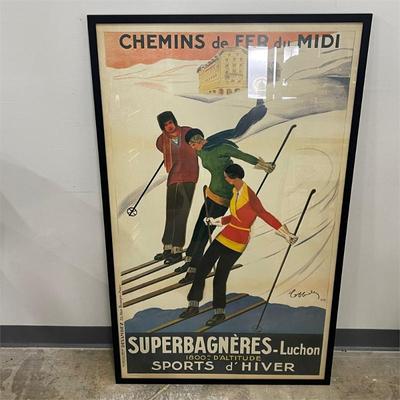 CHEMINS de FER du MIDI
SUPERBAGNÈRES-Luchon
1800m D'ALTITUDE
SPORTS d'HIVER